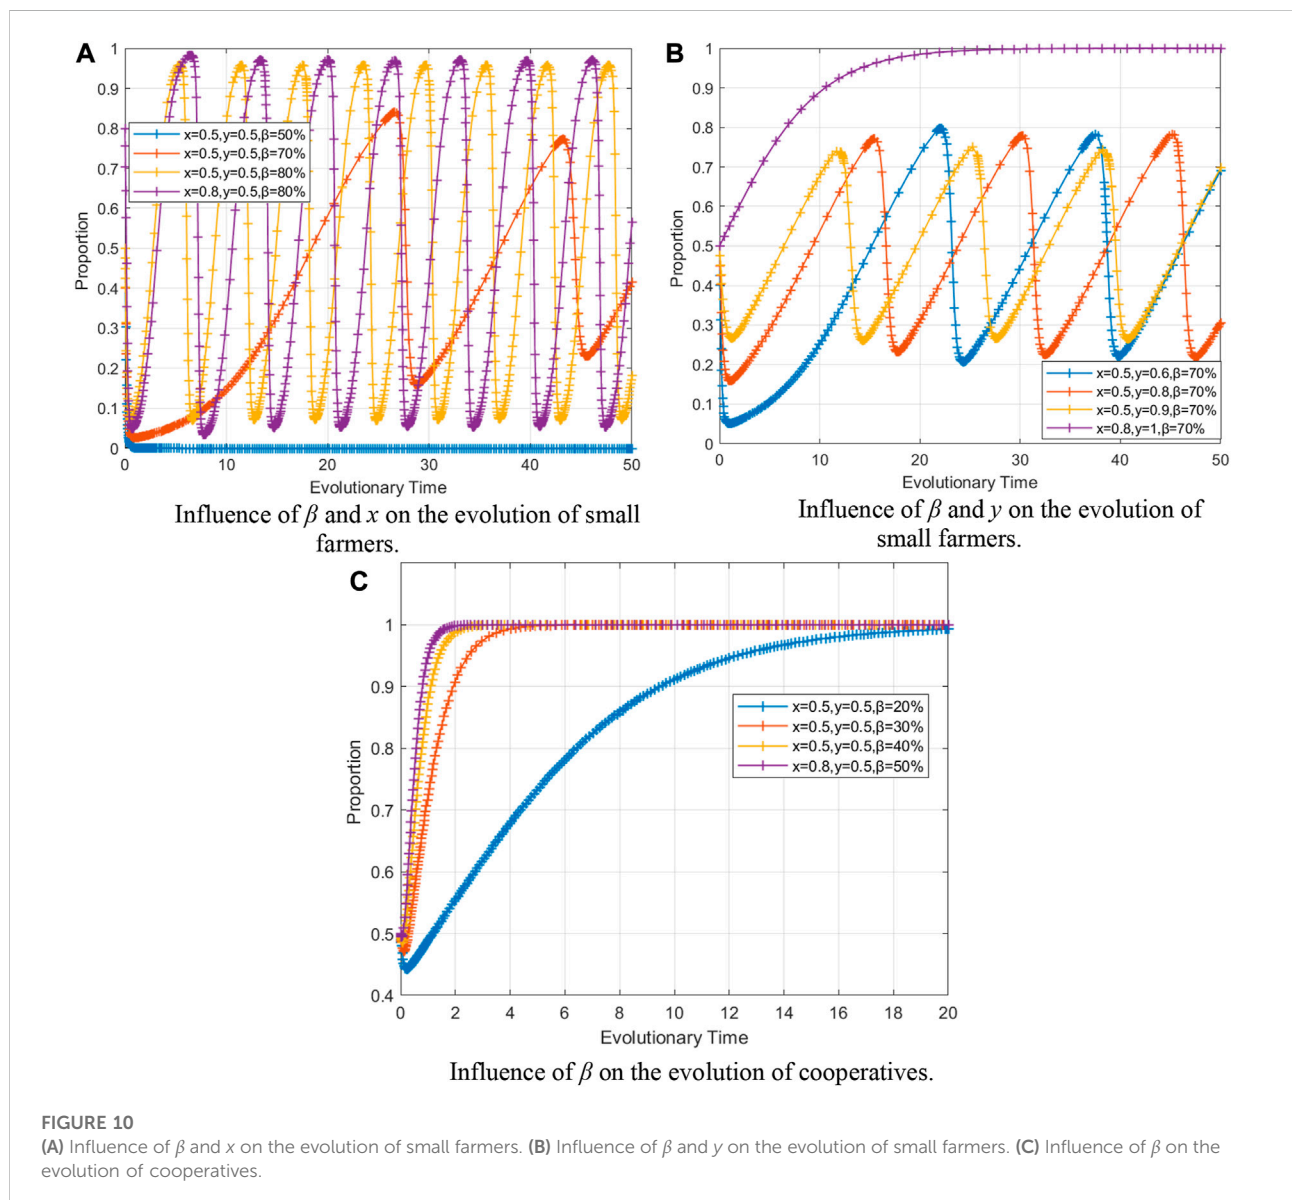 A
1
0.9
0.8
0.7
0.6
0.5
0.4
0.3
0.2
0.1
0
Proportion
x=0.5,y=0.5,β=50%
x=0.5,y=0.5,β=70%
x=0.5,y=0.5,β=80%
x=0.8,y=0.5,β=80%
0 10 20 30 40 50
Evolutionary Time
Influence of β and x on the evolution of small
farmers.
B
1
0.9
0.8
0.7
0.6
0.5
0.4
0.3
0.2
0.1
0
Proportion
x=0.5,y=0.6,β=70%
x=0.5,y=0.8,β=70%
x=0.5,y=0.9,β=70%
x=0.8,y=1,β=70%
0 10 20 30 40 50
Evolutionary Time
Influence of β and y on the evolution of
small farmers.
C
1
0.9
0.8
0.7
0.6
0.5
0.4
Proportion
x=0.5,y=0.5,β=20%
x=0.5,y=0.5,β=30%
x=0.5,y=0.5,β=40%
x=0.8,y=0.5,β=50%
0 2 4 6 8 10 12 14 16 18 20
Evolutionary Time
Influence of β on the evolution of cooperatives.
FIGURE 10
(A) Influence of β and x on the evolution of small farmers. (B) Influence of β and y on the evolution of small farmers. (C) Influence of β on the
evolution of cooperatives.